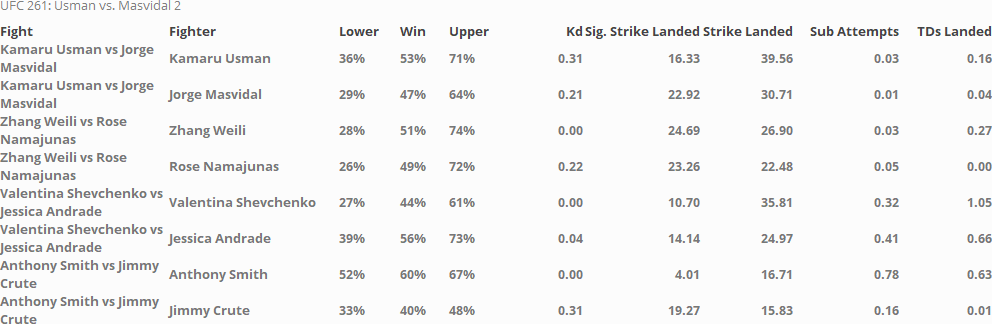 UFC 261: Usman vs. Masvidal 2
Fight Fighter Lower Win Upper Kd Sig. Strike Landed Strike Landed Sub Attempts TDs Landed
Kamaru Usman vs Jorge
Masvidal Kamaru Usman 36% 53% 71% 0.31 16.33 39.56 0.03 0.16
Kamaru Usman vs Jorge
Masvidal Jorge Masvidal 29% 47% 64% 0.21 22.92 30.71 0.01 0.04
Zhang Weili vs Rose
Namajunas Zhang Weili 28% 51% 74% 0.00 24.69 26.90 0.03 0.27
Zhang Weili vs Rose
Namajunas Rose Namajunas 26% 49% 72% 0.22 23.26 22.48 0.05 0.00
Valentina Shevchenko vs
Jessica Andrade Valentina Shevchenko 27% 44% 61% 0.00 10.70 35.81 0.32 1.05
Valentina Shevchenko vs
Jessica Andrade Jessica Andrade 39% 56% 73% 0.04 14.14 24.97 0.41 0.66
Anthony Smith vs Jimmy
Crute Anthony Smith 52% 60% 67% 0.00 4.01 16.71 0.78 0.63
Anthony Smith vs Jimmy
Crute Jimmy Crute 33% 40% 48% 0.31 19.27 15.83 0.16 0.01